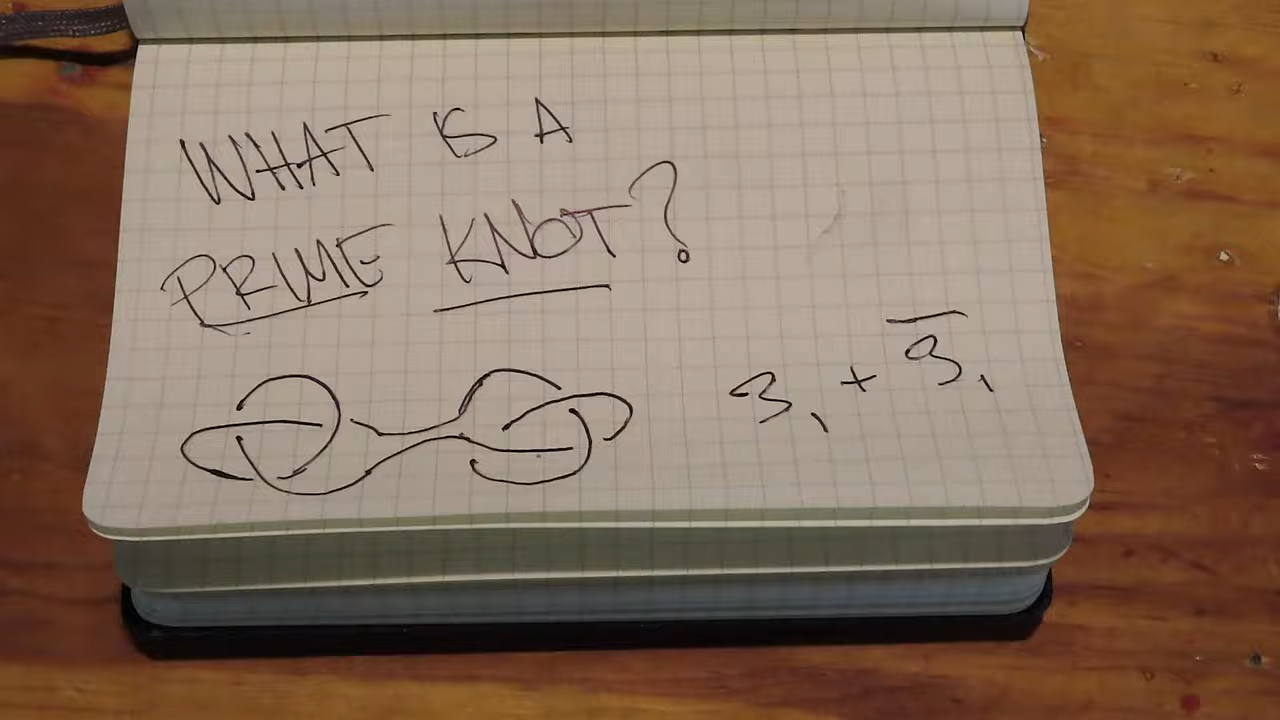 WHAT IS A
PRIME KNOT?
3₁ + 3̅₁